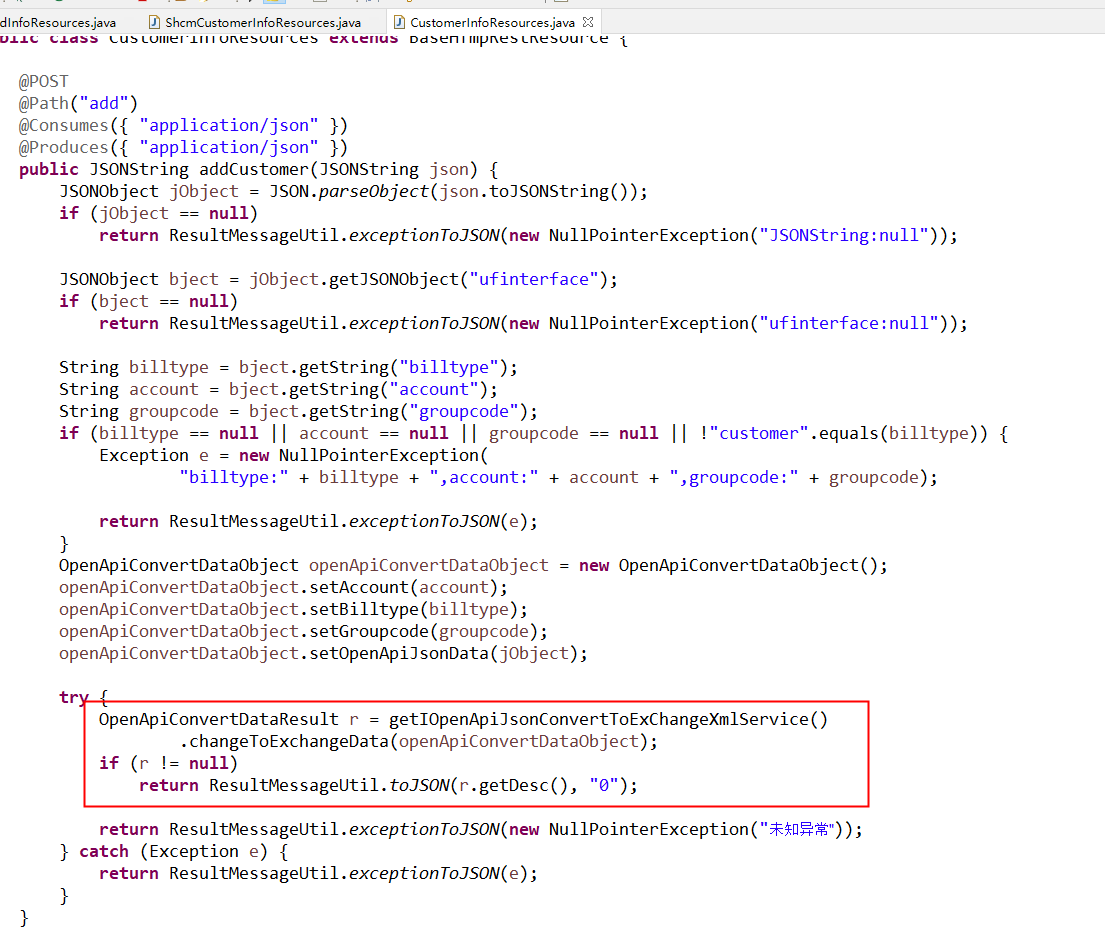 dInfoResources.java ShcmCustomerInfoResources.java CustomerInfoResources.java
blic class CustomerInfoResources extends BaseHmpRestResource {
@POST
@Path("add")
@Consumes({ "application/json" })
@Produces({ "application/json" })
public JSONString addCustomer(JSONString json) {
JSONObject jObject = JSON.parseObject(json.toJSONString());
if (jObject == null)
return ResultMessageUtil.exceptionToJSON(new NullPointerException("JSONString:null"));
JSONObject bject = jObject.getJSONObject("ufinterface");
if (bject == null)
return ResultMessageUtil.exceptionToJSON(new NullPointerException("ufinterface:null"));
String billtype = bject.getString("billtype");
String account = bject.getString("account");
String groupcode = bject.getString("groupcode");
if (billtype == null || account == null || groupcode == null || !"customer".equals(billtype)) {
Exception e = new NullPointerException(
"billtype:" + billtype + ",account:" + account + ",groupcode:" + groupcode);
return ResultMessageUtil.exceptionToJSON(e);
}
OpenApiConvertDataObject openApiConvertDataObject = new OpenApiConvertDataObject();
openApiConvertDataObject.setAccount(account);
openApiConvertDataObject.setBilltype(billtype);
openApiConvertDataObject.setGroupcode(groupcode);
openApiConvertDataObject.setOpenApiJsonData(jObject);
try {
OpenApiConvertDataResult r = getIOpenApiJsonConvertToExChangeXmlService()
.changeToExchangeData(openApiConvertDataObject);
if (r != null)
return ResultMessageUtil.toJSON(r.getDesc(), "0");
return ResultMessageUtil.exceptionToJSON(new NullPointerException("未知异常"));
} catch (Exception e) {
return ResultMessageUtil.exceptionToJSON(e);
}
}